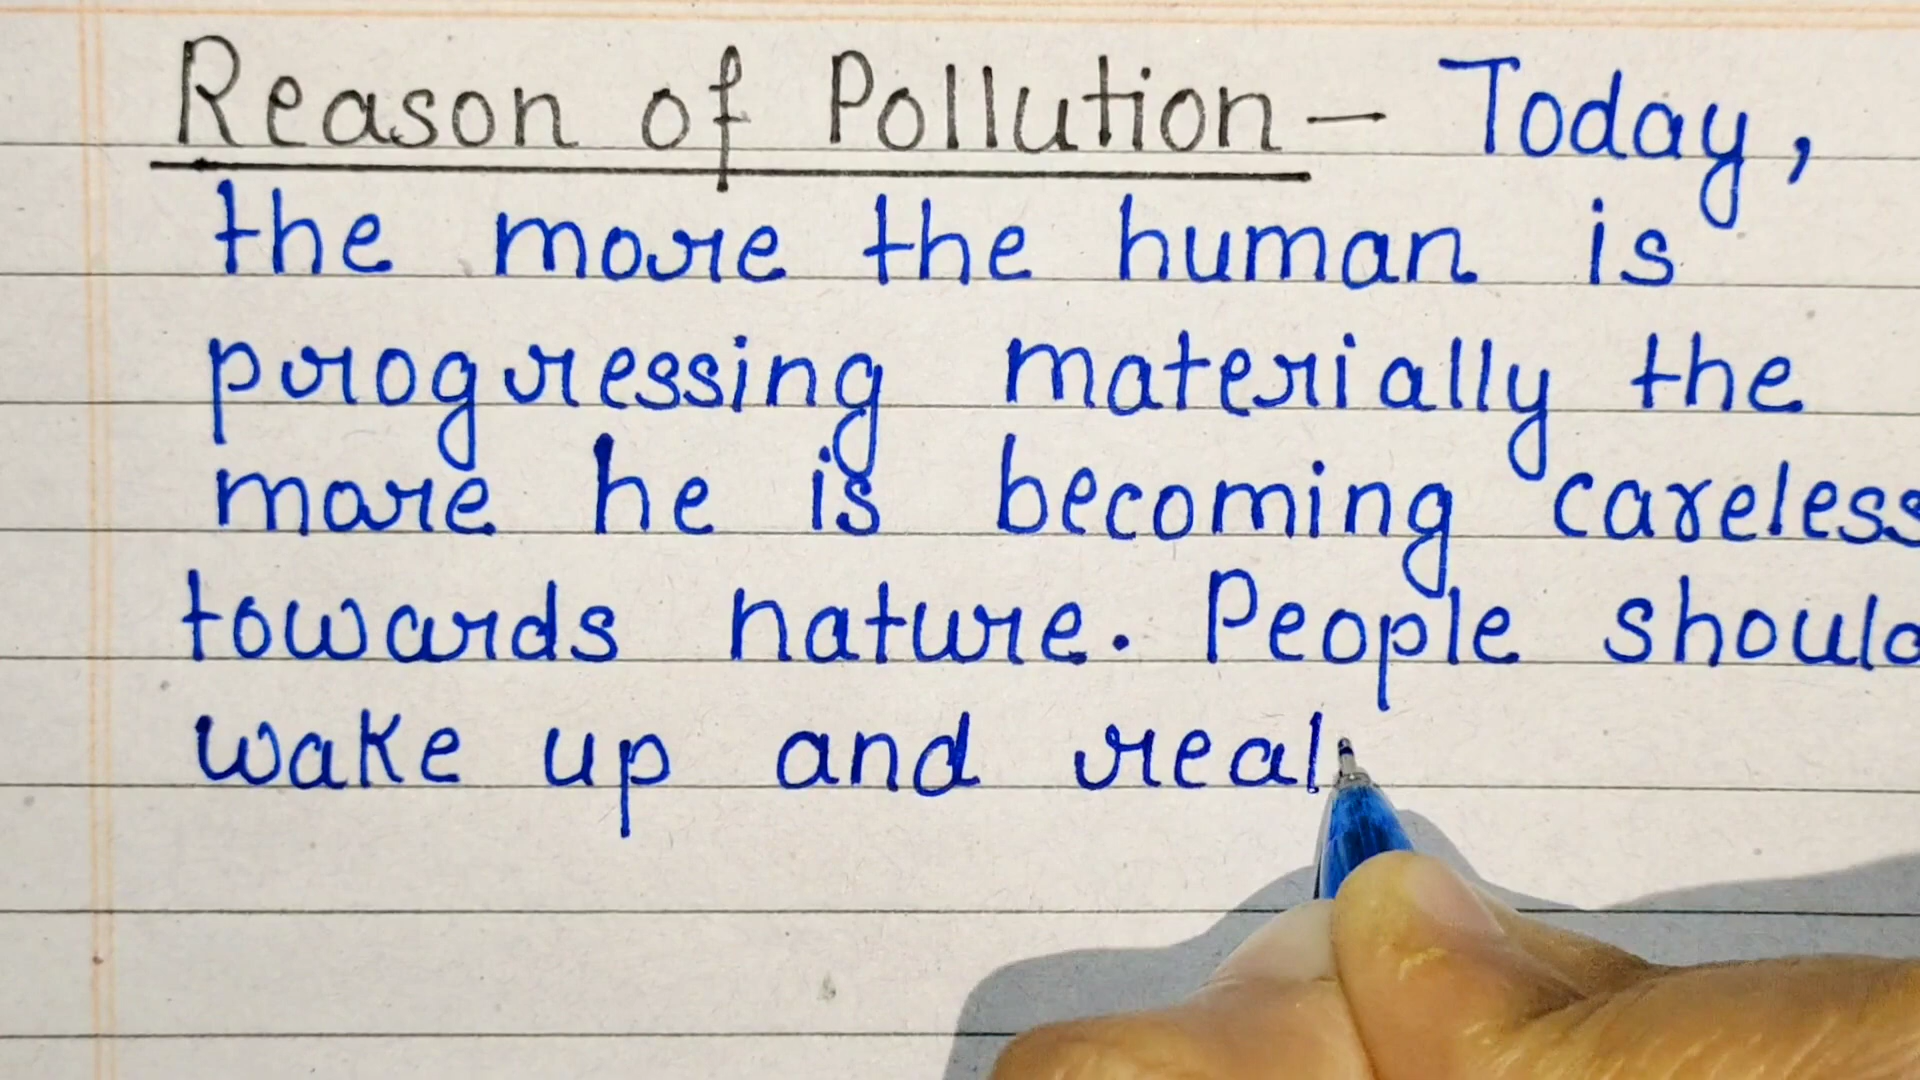 Reason of Pollution - Today,
the more the human is
progressing materially the
more he is becoming careless
towards nature. People should
wake up and real